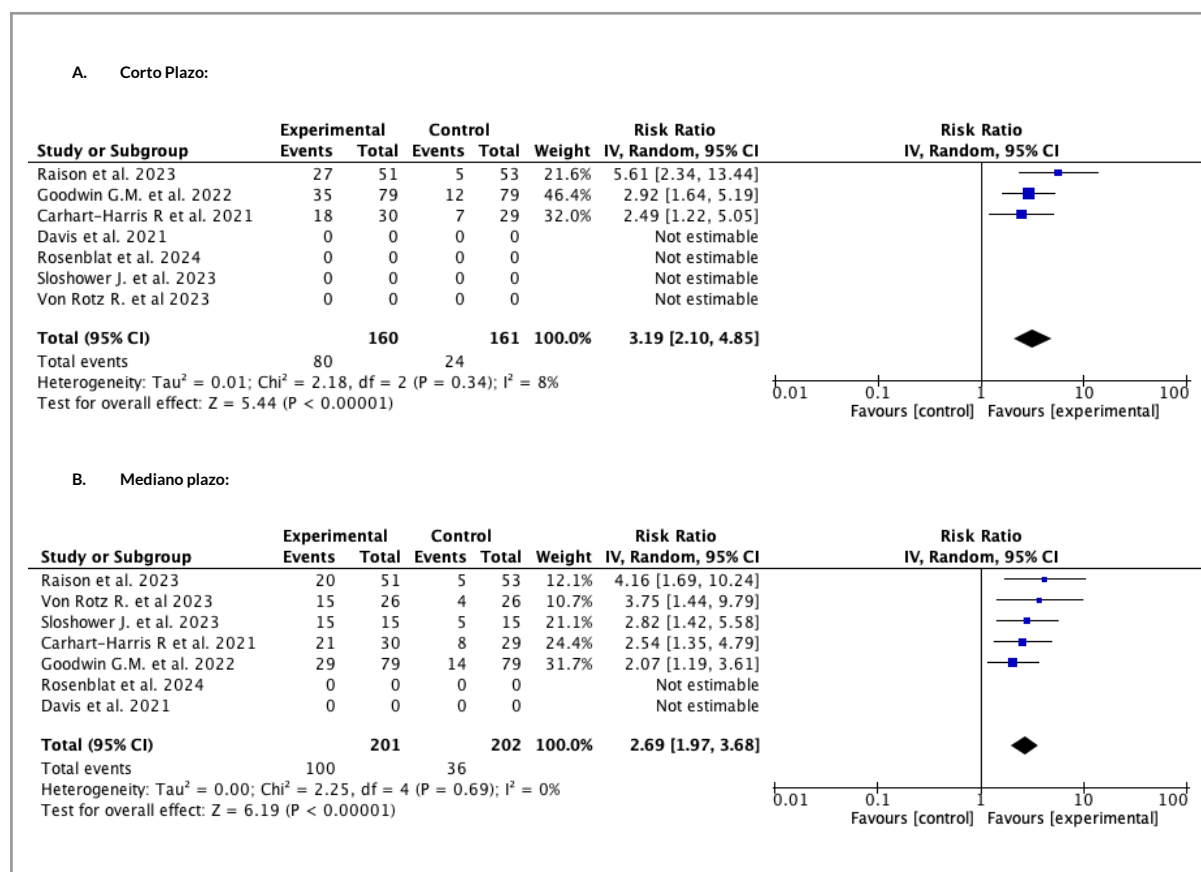 A. Corto Plazo:
Experimental Control Risk Ratio Risk Ratio
Study or Subgroup Events Total Events Total Weight IV, Random, 95% CI IV, Random, 95% CI
Raison et al. 2023 27 51 5 53 21.6% 5.61 [2.34, 13.44]
Goodwin G.M. et al. 2022 35 79 12 79 46.4% 2.92 [1.64, 5.19]
Carhart-Harris R et al. 2021 18 30 7 29 32.0% 2.49 [1.22, 5.05]
Davis et al. 2021 0 0 0 0 Not estimable
Rosenblat et al. 2024 0 0 0 0 Not estimable
Sloshower J. et al. 2023 0 0 0 0 Not estimable
Von Rotz R. et al 2023 0 0 0 0 Not estimable
Total (95% CI) 160 161 100.0% 3.19 [2.10, 4.85]
Total events 80 24
Heterogeneity: Tau² = 0.01; Chi² = 2.18, df = 2 (P = 0.34); I² = 8%
Test for overall effect: Z = 5.44 (P < 0.00001)
0.01 0.1 1 10 100
Favours [control] Favours [experimental]
B. Mediano plazo:
Experimental Control Risk Ratio Risk Ratio
Study or Subgroup Events Total Events Total Weight IV, Random, 95% CI IV, Random, 95% CI
Raison et al. 2023 20 51 5 53 12.1% 4.16 [1.69, 10.24]
Von Rotz R. et al 2023 15 26 4 26 10.7% 3.75 [1.44, 9.79]
Sloshower J. et al. 2023 15 15 5 15 21.1% 2.82 [1.42, 5.58]
Carhart-Harris R et al. 2021 21 30 8 29 24.4% 2.54 [1.35, 4.79]
Goodwin G.M. et al. 2022 29 79 14 79 31.7% 2.07 [1.19, 3.61]
Rosenblat et al. 2024 0 0 0 0 Not estimable
Davis et al. 2021 0 0 0 0 Not estimable
Total (95% CI) 201 202 100.0% 2.69 [1.97, 3.68]
Total events 100 36
Heterogeneity: Tau² = 0.00; Chi² = 2.25, df = 4 (P = 0.69); I² = 0%
Test for overall effect: Z = 6.19 (P < 0.00001)
0.01 0.1 1 10 100
Favours [control] Favours [experimental]